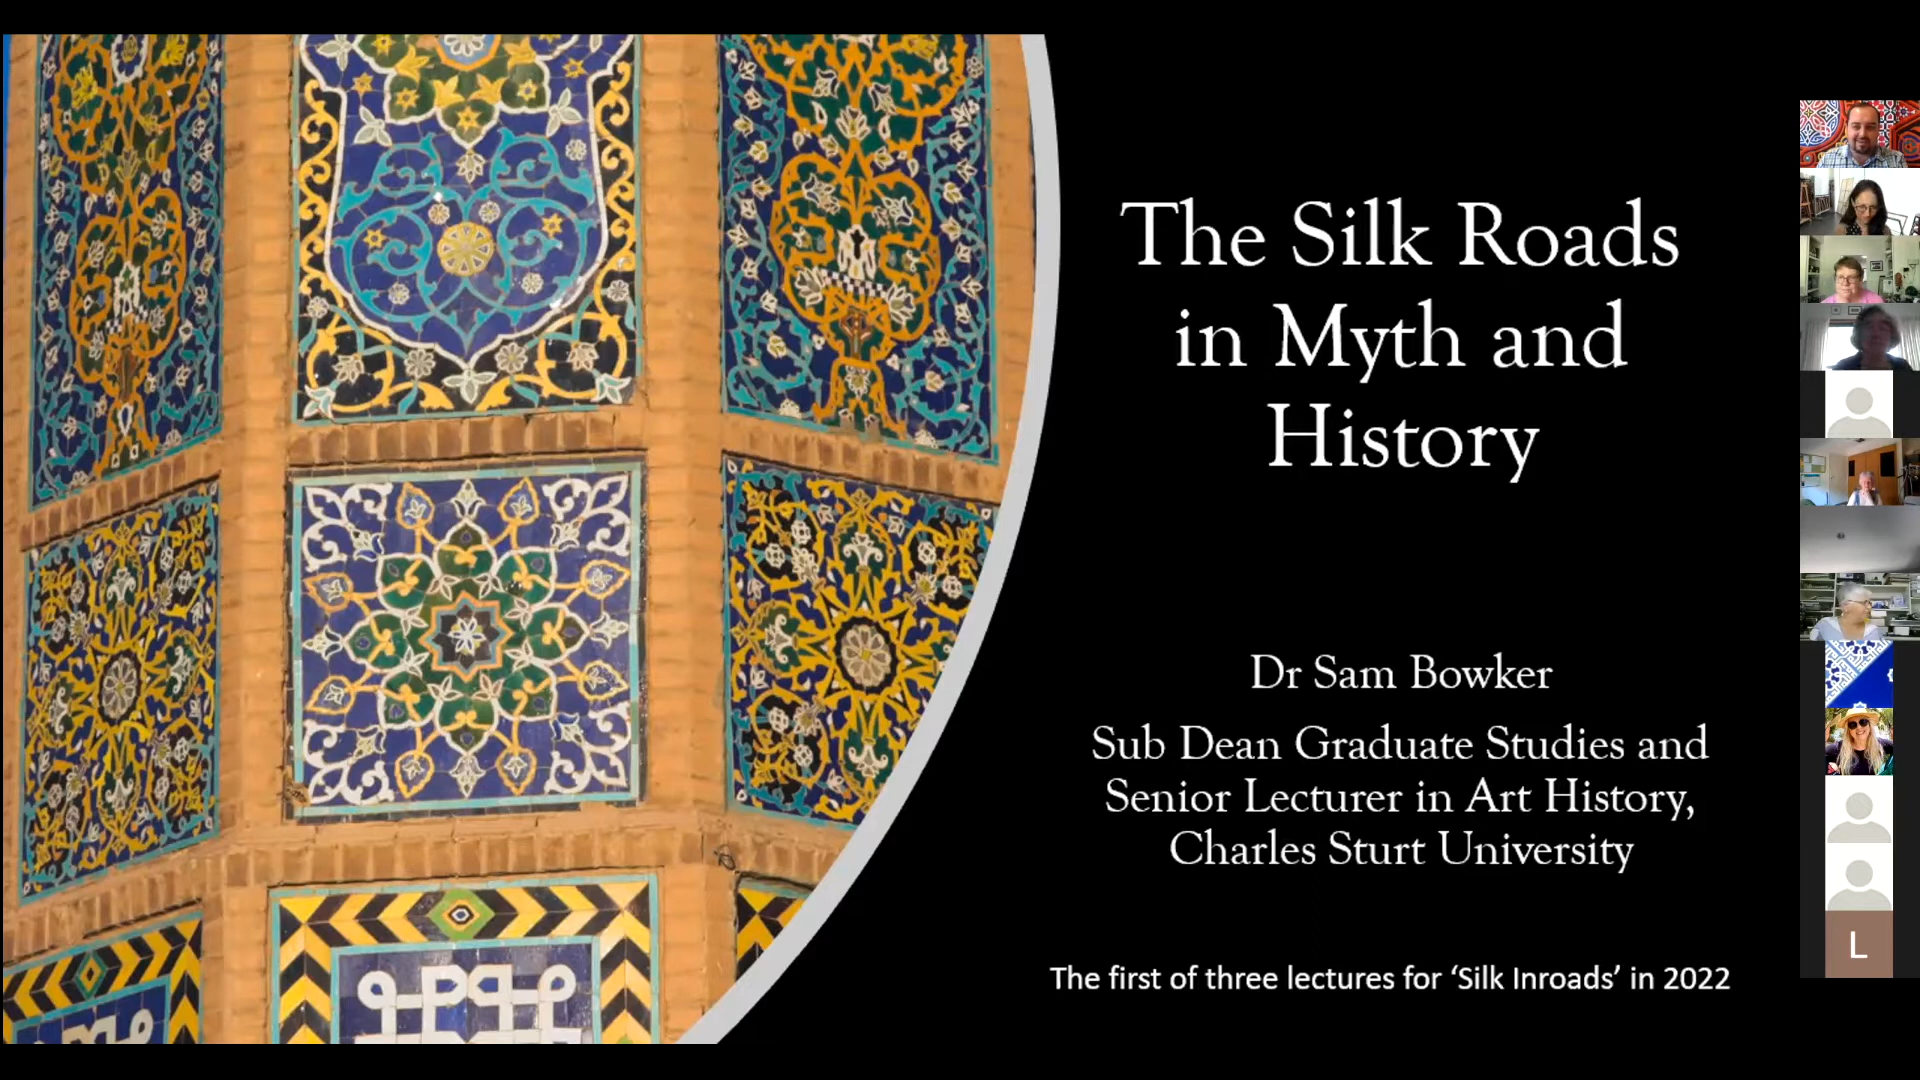 The Silk Roads
in Myth and
History
Dr Sam Bowker
Sub Dean Graduate Studies and
Senior Lecturer in Art History,
Charles Sturt University
The first of three lectures for ‘Silk Inroads’ in 2022
L